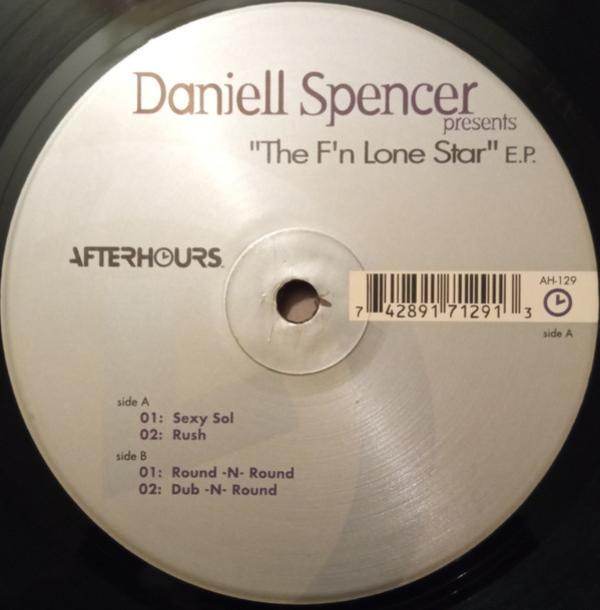 Daniell Spencer
presents
"The F'n Lone Star" E.P.
AFTERHOURS
AH-129
7 42891 71291 3
side A
side A
01: Sexy Sol
02: Rush
side B
01: Round -N- Round
02: Dub -N- Round